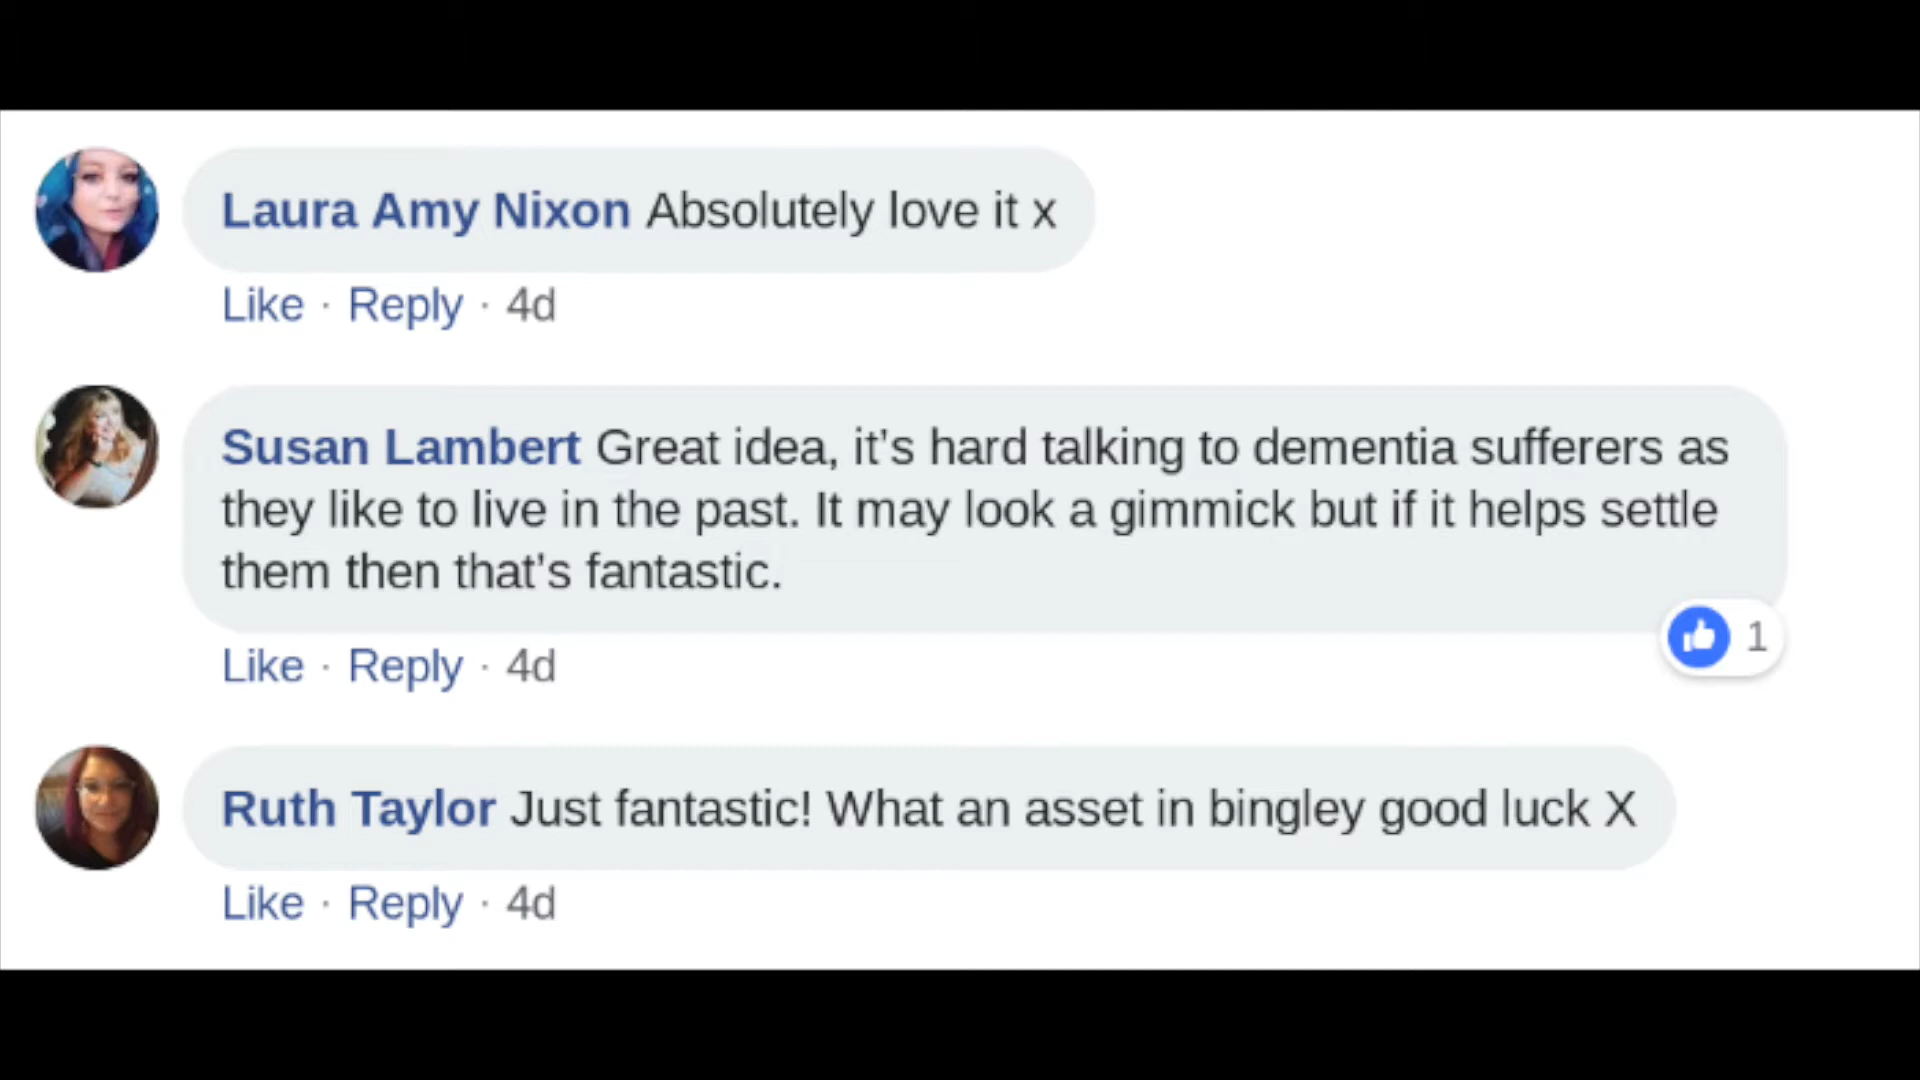 Laura Amy Nixon Absolutely love it x
Like · Reply · 4d
Susan Lambert Great idea, it's hard talking to dementia sufferers as
they like to live in the past. It may look a gimmick but if it helps settle
them then that's fantastic.
1
Like · Reply · 4d
Ruth Taylor Just fantastic! What an asset in bingley good luck X
Like · Reply · 4d